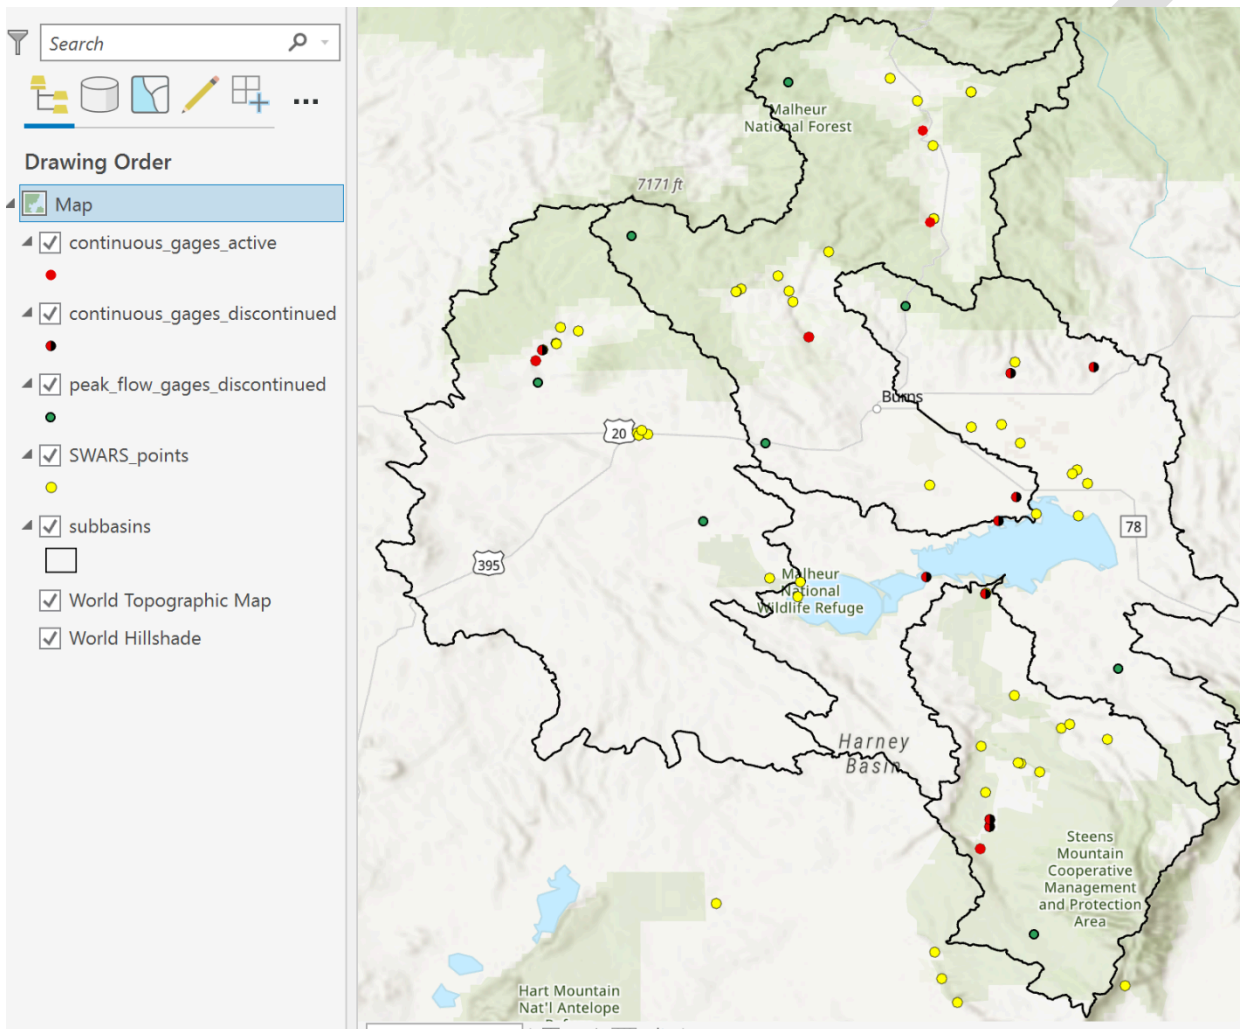 Search
...
Drawing Order
Map
continuous_gages_active
continuous_gages_discontinued
peak_flow_gages_discontinued
SWARS_points
subbasins
World Topographic Map
World Hillshade
Malheur
National Forest
7171 ft
Burns
20
78
395
Malheur
National
Wildlife Refuge
Harney
Basin
Steens
Mountain
Cooperative
Management
and Protection
Area
Hart Mountain
Nat'l Antelope